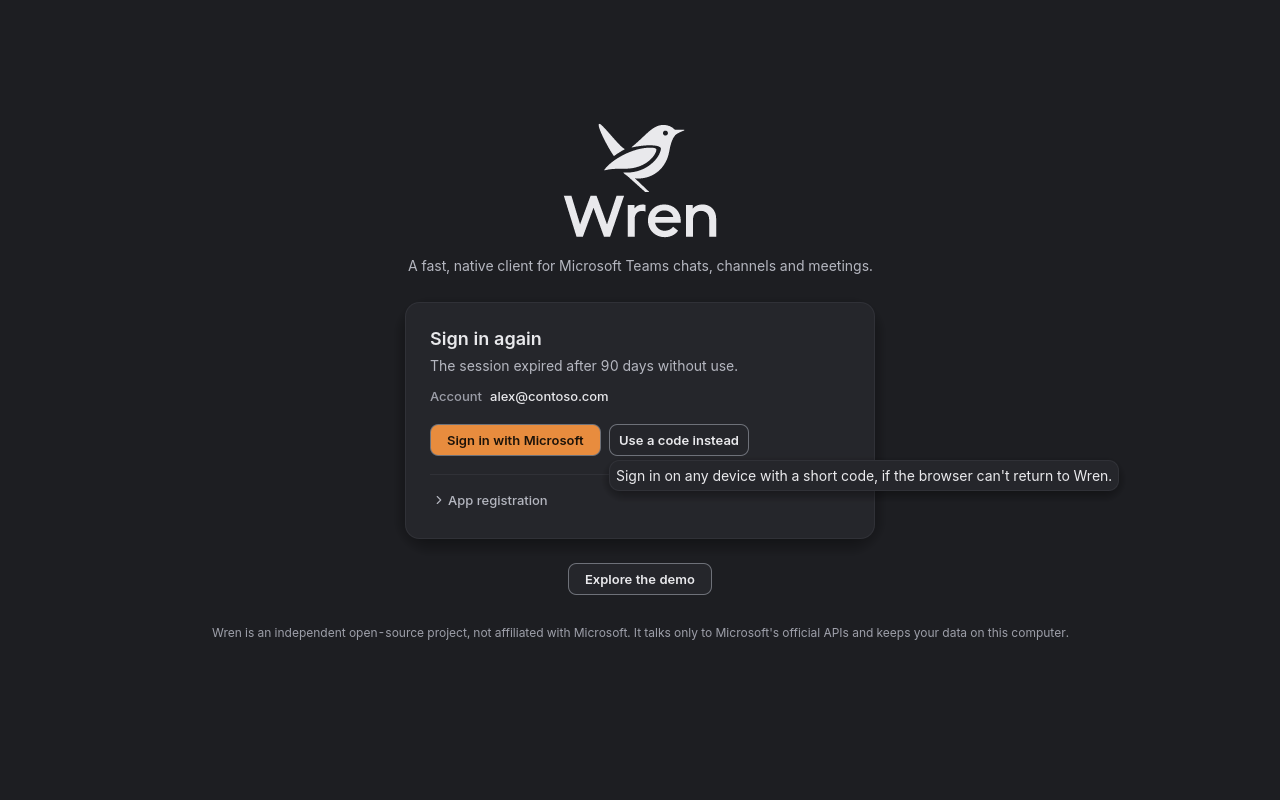 Wren
A fast, native client for Microsoft Teams chats, channels and meetings.
Sign in again
The session expired after 90 days without use.
Account alex@contoso.com
Sign in with Microsoft
Use a code instead
Sign in on any device with a short code, if the browser can't return to Wren.
App registration
Explore the demo
Wren is an independent open-source project, not affiliated with Microsoft. It talks only to Microsoft's official APIs and keeps your data on this computer.